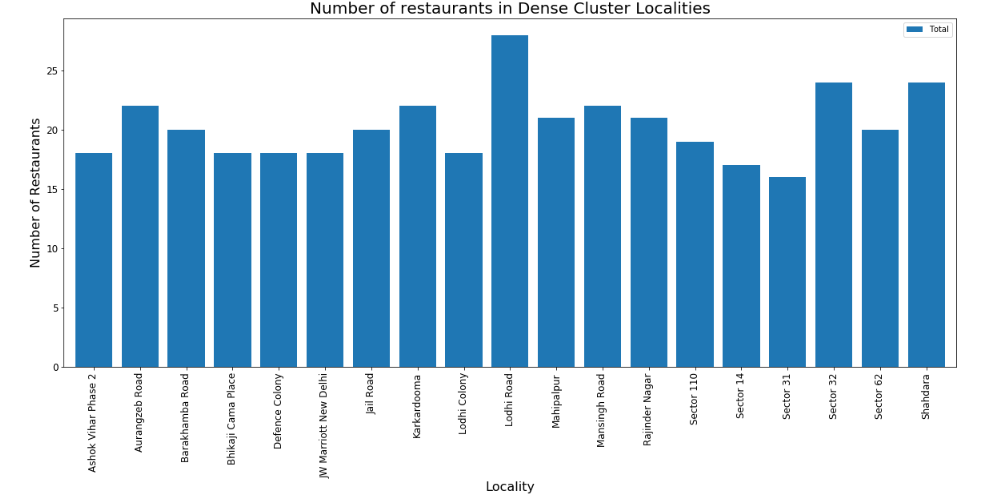 Number of restaurants in Dense Cluster Localities
Total
Number of Restaurants
25
20
15
10
5
0
Ashok Vihar Phase 2
Aurangzeb Road
Barakhamba Road
Bhikaji Cama Place
Defence Colony
JW Marriott New Delhi
Jail Road
Karkardooma
Lodhi Colony
Lodhi Road
Mahipalpur
Mansingh Road
Rajinder Nagar
Sector 110
Sector 14
Sector 31
Sector 32
Sector 62
Shahdara
Locality